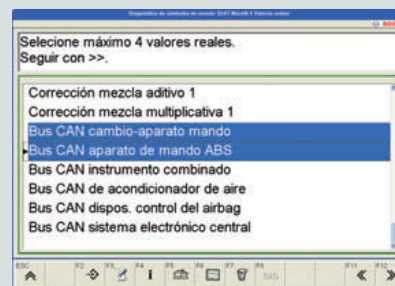 Selecione máximo 4 valores reales.
Seguir con >>.
Corrección mezcla aditivo 1
Corrección mezcla multiplicativa 1
Bus CAN cambio-aparato mando
Bus CAN aparato de mando ABS
Bus CAN instrumento combinado
Bus CAN de acondicionador de aire
Bus CAN dispos. control del airbag
Bus CAN sistema electrónico central
ESC F2 F3 F4 F5 F6 F7 F8 F11 F12
SIS